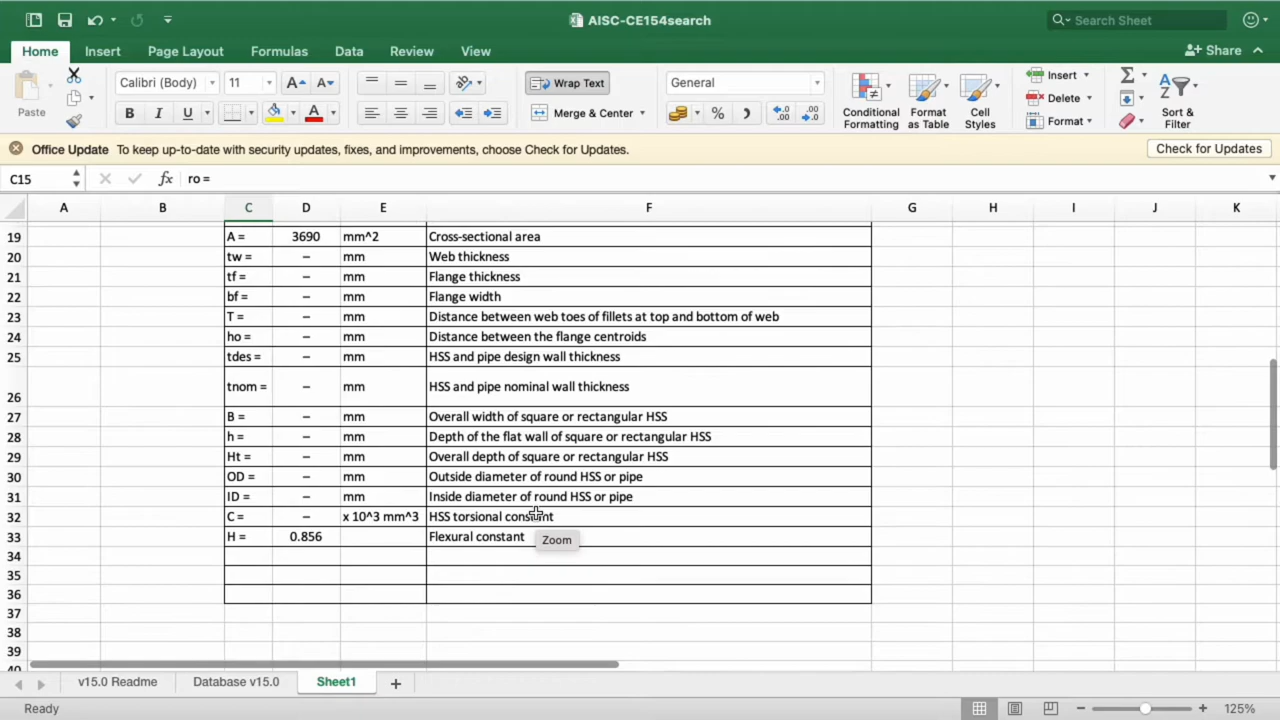 AISC-CE154search
Search Sheet
Home Insert Page Layout Formulas Data Review View Share
Paste Calibri (Body) 11 A A Wrap Text General Insert Σ
B I U A Merge & Center % Conditional Formatting Format as Table Cell Styles Delete Format Sort & Filter
Office Update To keep up-to-date with security updates, fixes, and improvements, choose Check for Updates. Check for Updates
C15 fx ro =
A B C D E F G H I J K
19 A = 3690 mm^2 Cross-sectional area
20 tw = – mm Web thickness
21 tf = – mm Flange thickness
22 bf = – mm Flange width
23 T = – mm Distance between web toes of fillets at top and bottom of web
24 ho = – mm Distance between the flange centroids
25 tdes = – mm HSS and pipe design wall thickness
26 tnom = – mm HSS and pipe nominal wall thickness
27 B = – mm Overall width of square or rectangular HSS
28 h = – mm Depth of the flat wall of square or rectangular HSS
29 Ht = – mm Overall depth of square or rectangular HSS
30 OD = – mm Outside diameter of round HSS or pipe
31 ID = – mm Inside diameter of round HSS or pipe
32 C = – x 10^3 mm^3 HSS torsional constant
33 H = 0.856 Flexural constant
Zoom
34
35
36
37
38
39
40
v15.0 Readme Database v15.0 Sheet1
Ready 125%